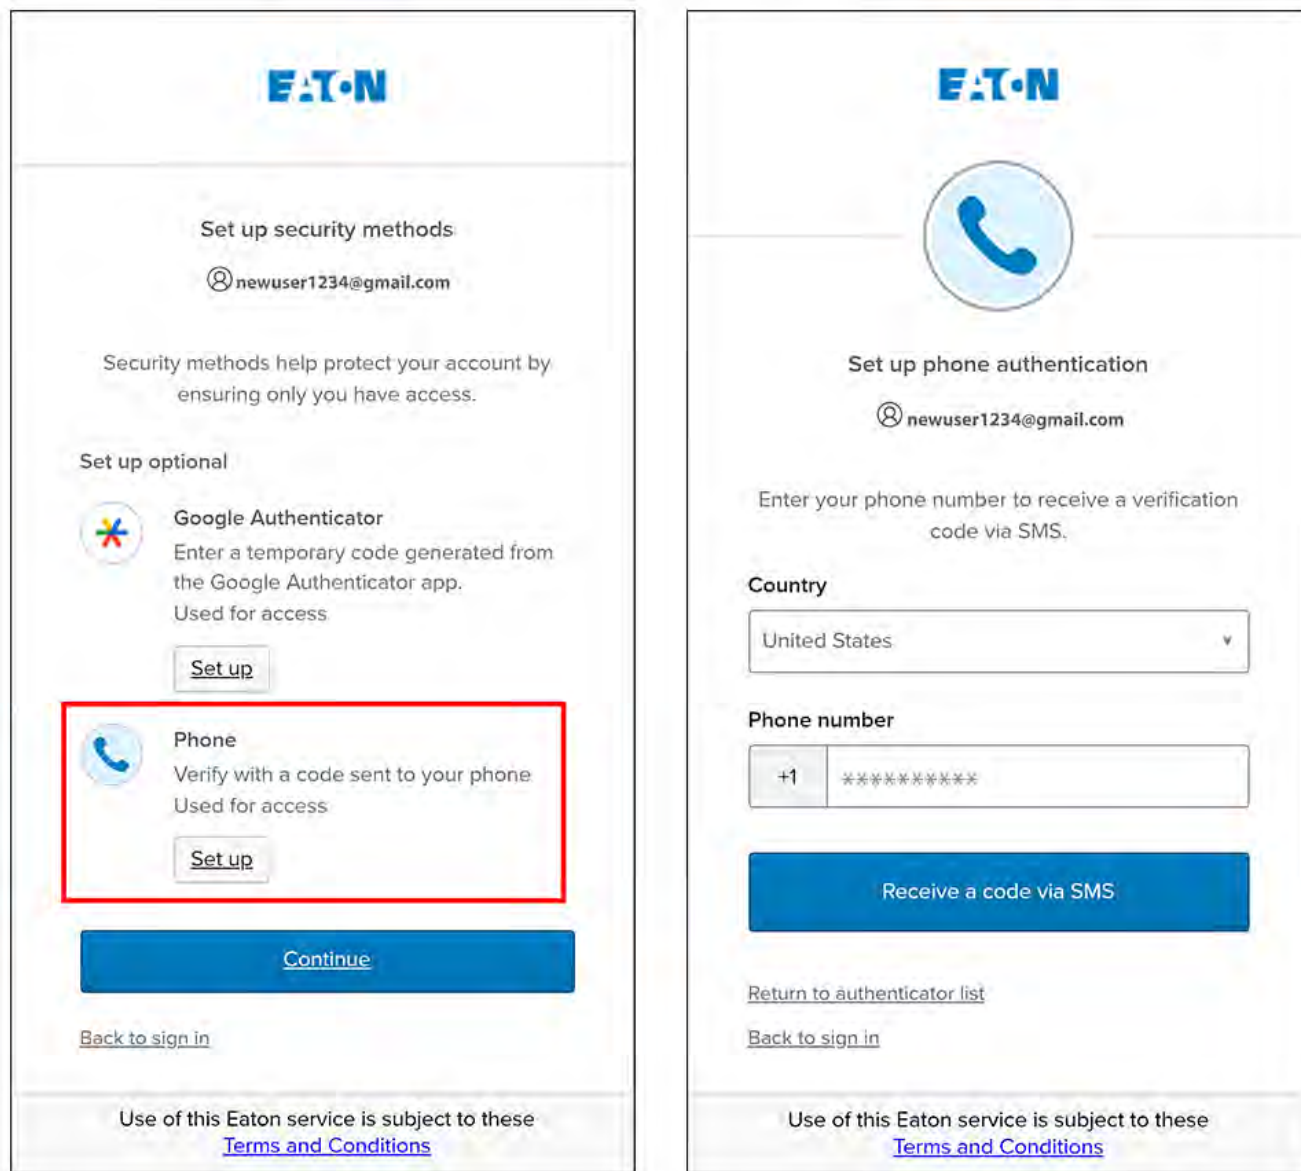 EATON
Set up security methods
newuser1234@gmail.com
Security methods help protect your account by
ensuring only you have access.
Set up optional
Google Authenticator
Enter a temporary code generated from
the Google Authenticator app.
Used for access
Set up
Phone
Verify with a code sent to your phone
Used for access
Set up
Continue
Back to sign in
Use of this Eaton service is subject to these
Terms and Conditions
EATON
Set up phone authentication
newuser1234@gmail.com
Enter your phone number to receive a verification
code via SMS.
Country
United States
Phone number
+1 **********
Receive a code via SMS
Return to authenticator list
Back to sign in
Use of this Eaton service is subject to these
Terms and Conditions